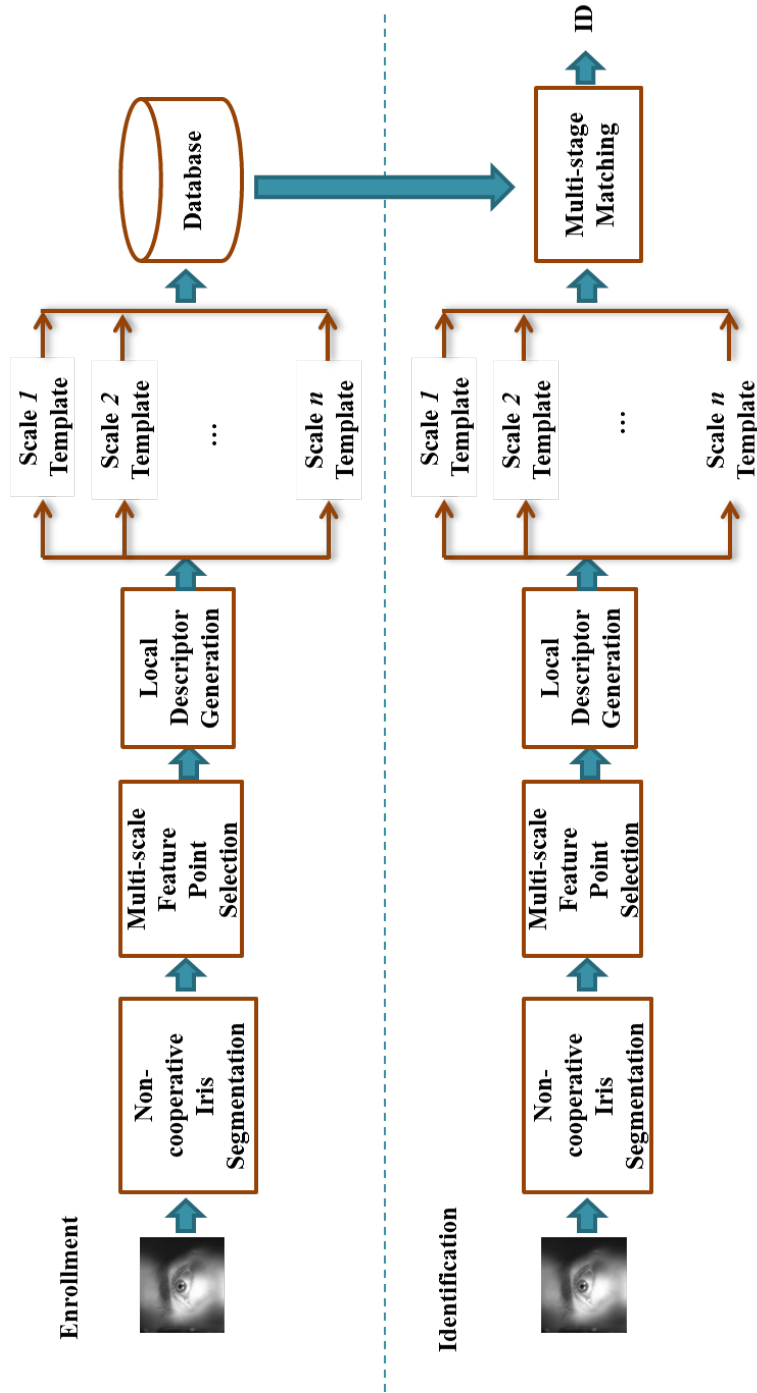 Enrollment
Non-
cooperative
Iris
Segmentation
Multi-scale
Feature
Point
Selection
Local
Descriptor
Generation
Scale 1
Template
Scale 2
Template
...
Scale n
Template
Database
Identification
Non-
cooperative
Iris
Segmentation
Multi-scale
Feature
Point
Selection
Local
Descriptor
Generation
Scale 1
Template
Scale 2
Template
...
Scale n
Template
Multi-stage
Matching
ID